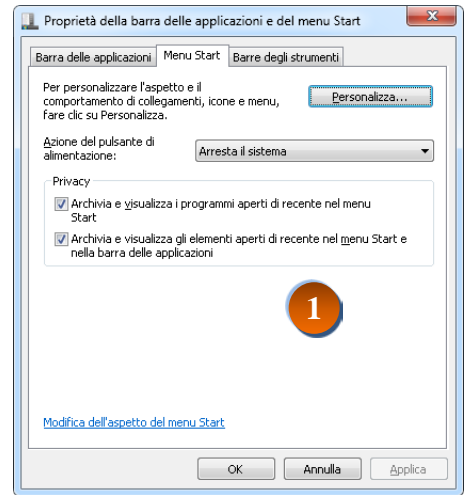 Proprietà della barra delle applicazioni e del menu Start
Barra delle applicazioni
Menu Start
Barre degli strumenti
Per personalizzare l'aspetto e il
comportamento di collegamenti, icone e menu,
fare clic su Personalizza.
Personalizza...
Azione del pulsante di
alimentazione:
Arresta il sistema
Privacy
Archivia e visualizza i programmi aperti di recente nel menu
Start
Archivia e visualizza gli elementi aperti di recente nel menu Start e
nella barra delle applicazioni
1
Modifica dell'aspetto del menu Start
OK
Annulla
Applica